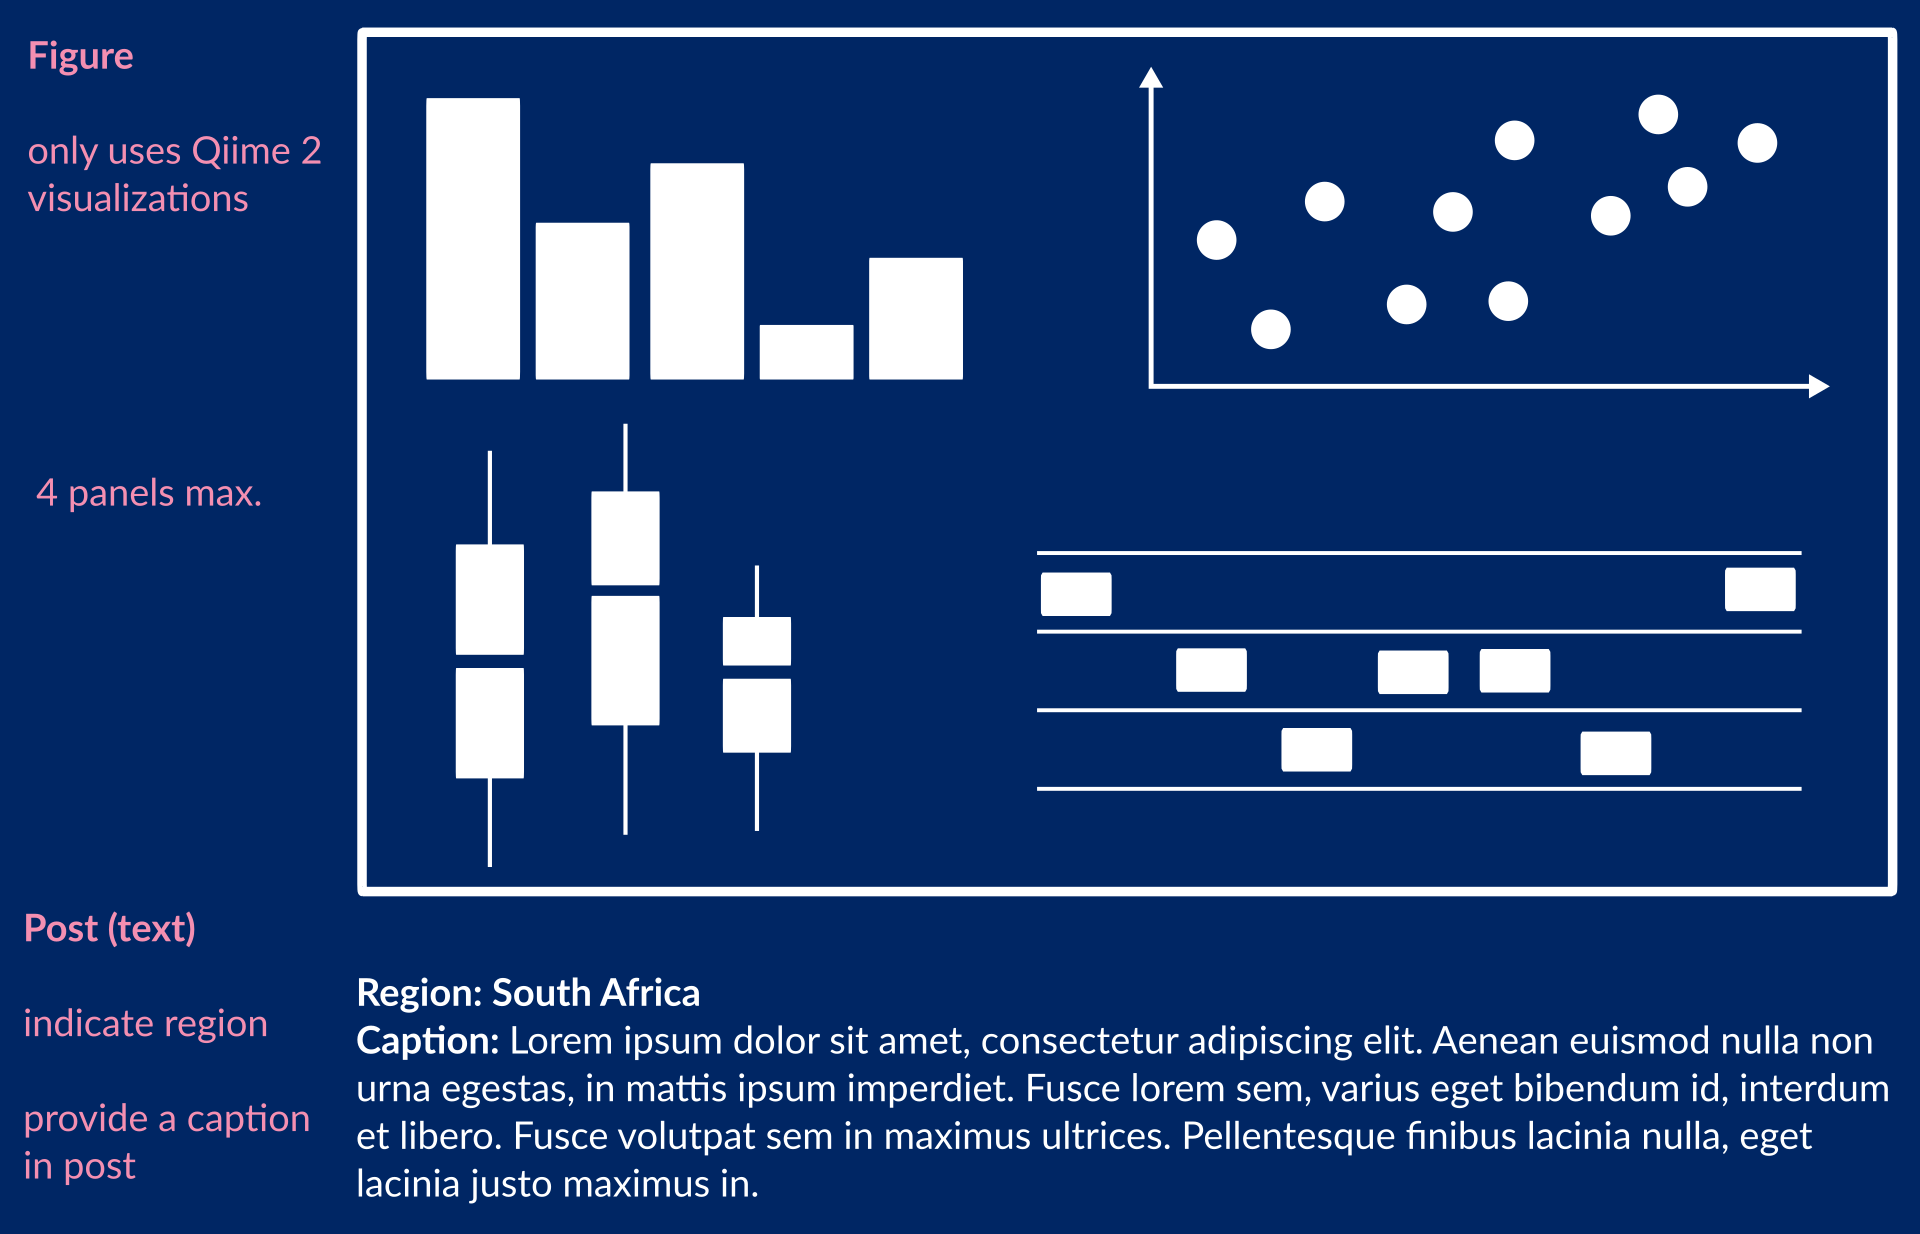 Figure
only uses Qiime 2
visualizations
4 panels max.
Post (text)
indicate region
provide a caption
in post
Region: South Africa
Caption: Lorem ipsum dolor sit amet, consectetur adipiscing elit. Aenean euismod nulla non
urna egestas, in mattis ipsum imperdiet. Fusce lorem sem, varius eget bibendum id, interdum
et libero. Fusce volutpat sem in maximus ultrices. Pellentesque finibus lacinia nulla, eget
lacinia justo maximus in.